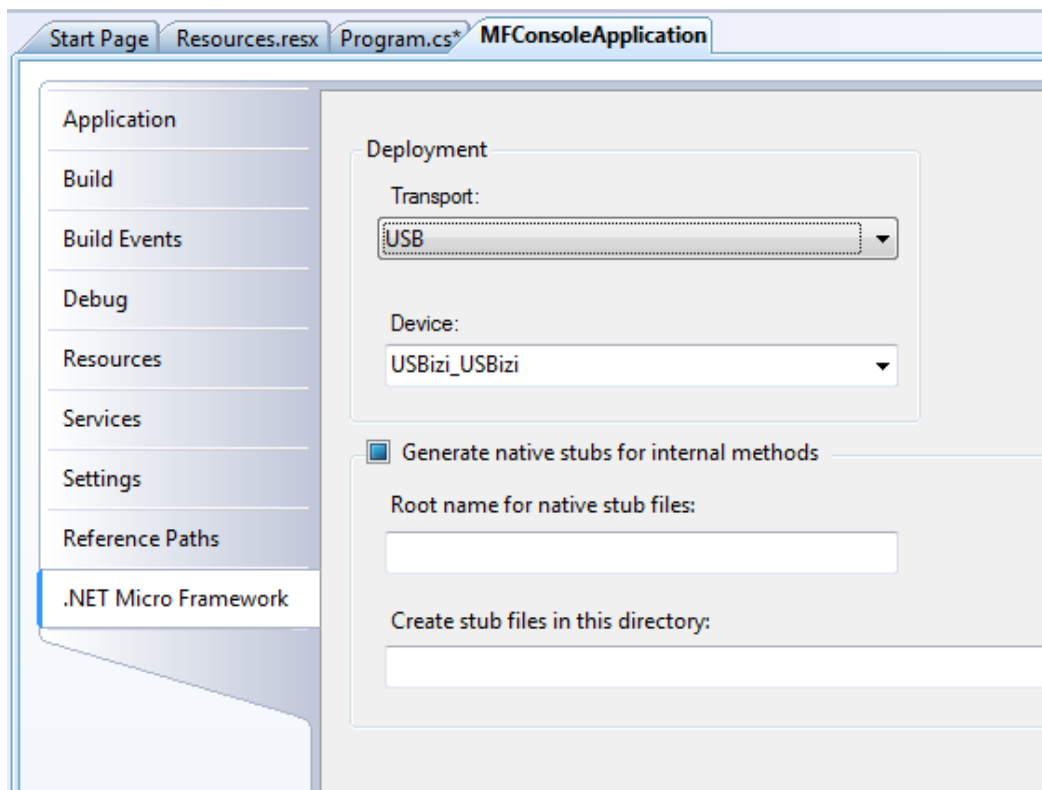 Start Page Resources.resx Program.cs* MFConsoleApplication
Application
Build
Build Events
Debug
Resources
Services
Settings
Reference Paths
.NET Micro Framework
Deployment
Transport:
USB
Device:
USBizi_USBizi
Generate native stubs for internal methods
Root name for native stub files:
Create stub files in this directory: